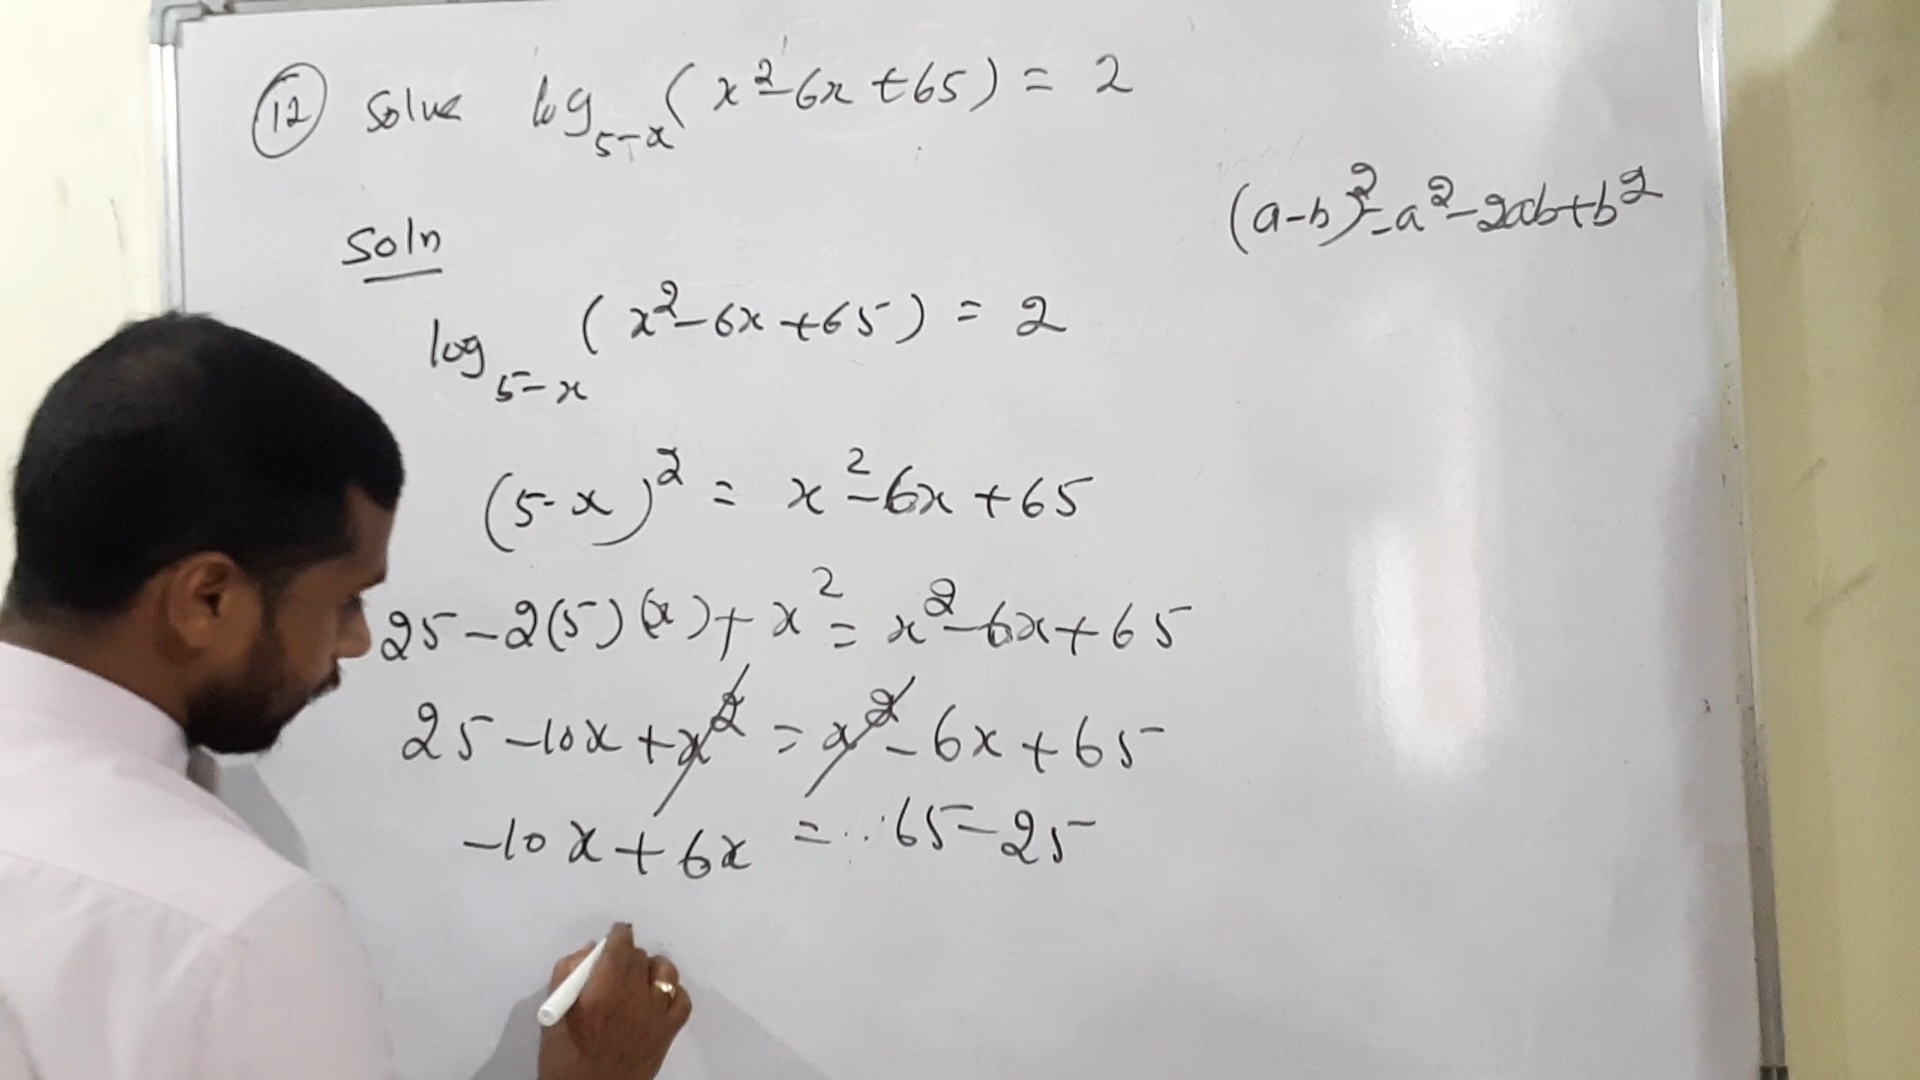 12 Solve log₅₋ₓ(x²-6x+65) = 2
(a-b)²=a²-2ab+b²
Soln
log₅₋ₓ (x²-6x+65) = 2
(5-x)² = x²-6x+65
25-2(5)(x)+x² = x²-6x+65
25-10x+x² = x²-6x+65
-10x+6x = 65-25